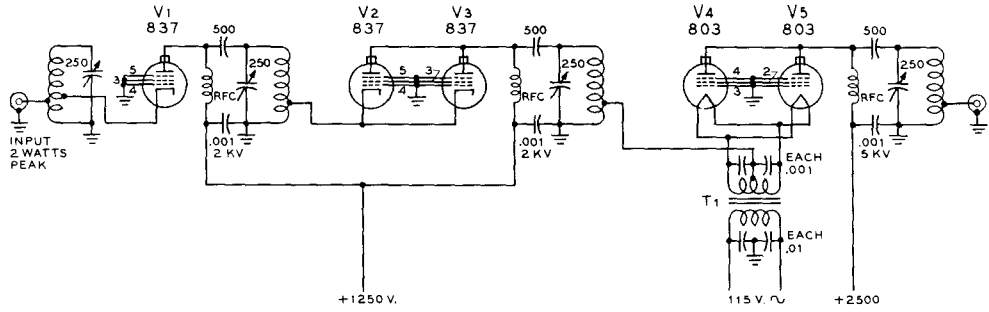 V1
837
500
250
5
3
4
RFC
250
.001
2 KV
INPUT
2 WATTS
PEAK
V2
837
V3
837
500
5
3
4
7
RFC
250
.001
2 KV
V4
803
V5
803
500
4
2
3
7
RFC
250
.001
5 KV
EACH
.001
T1
EACH
.01
+1250 V.
115 V. ~
+2500